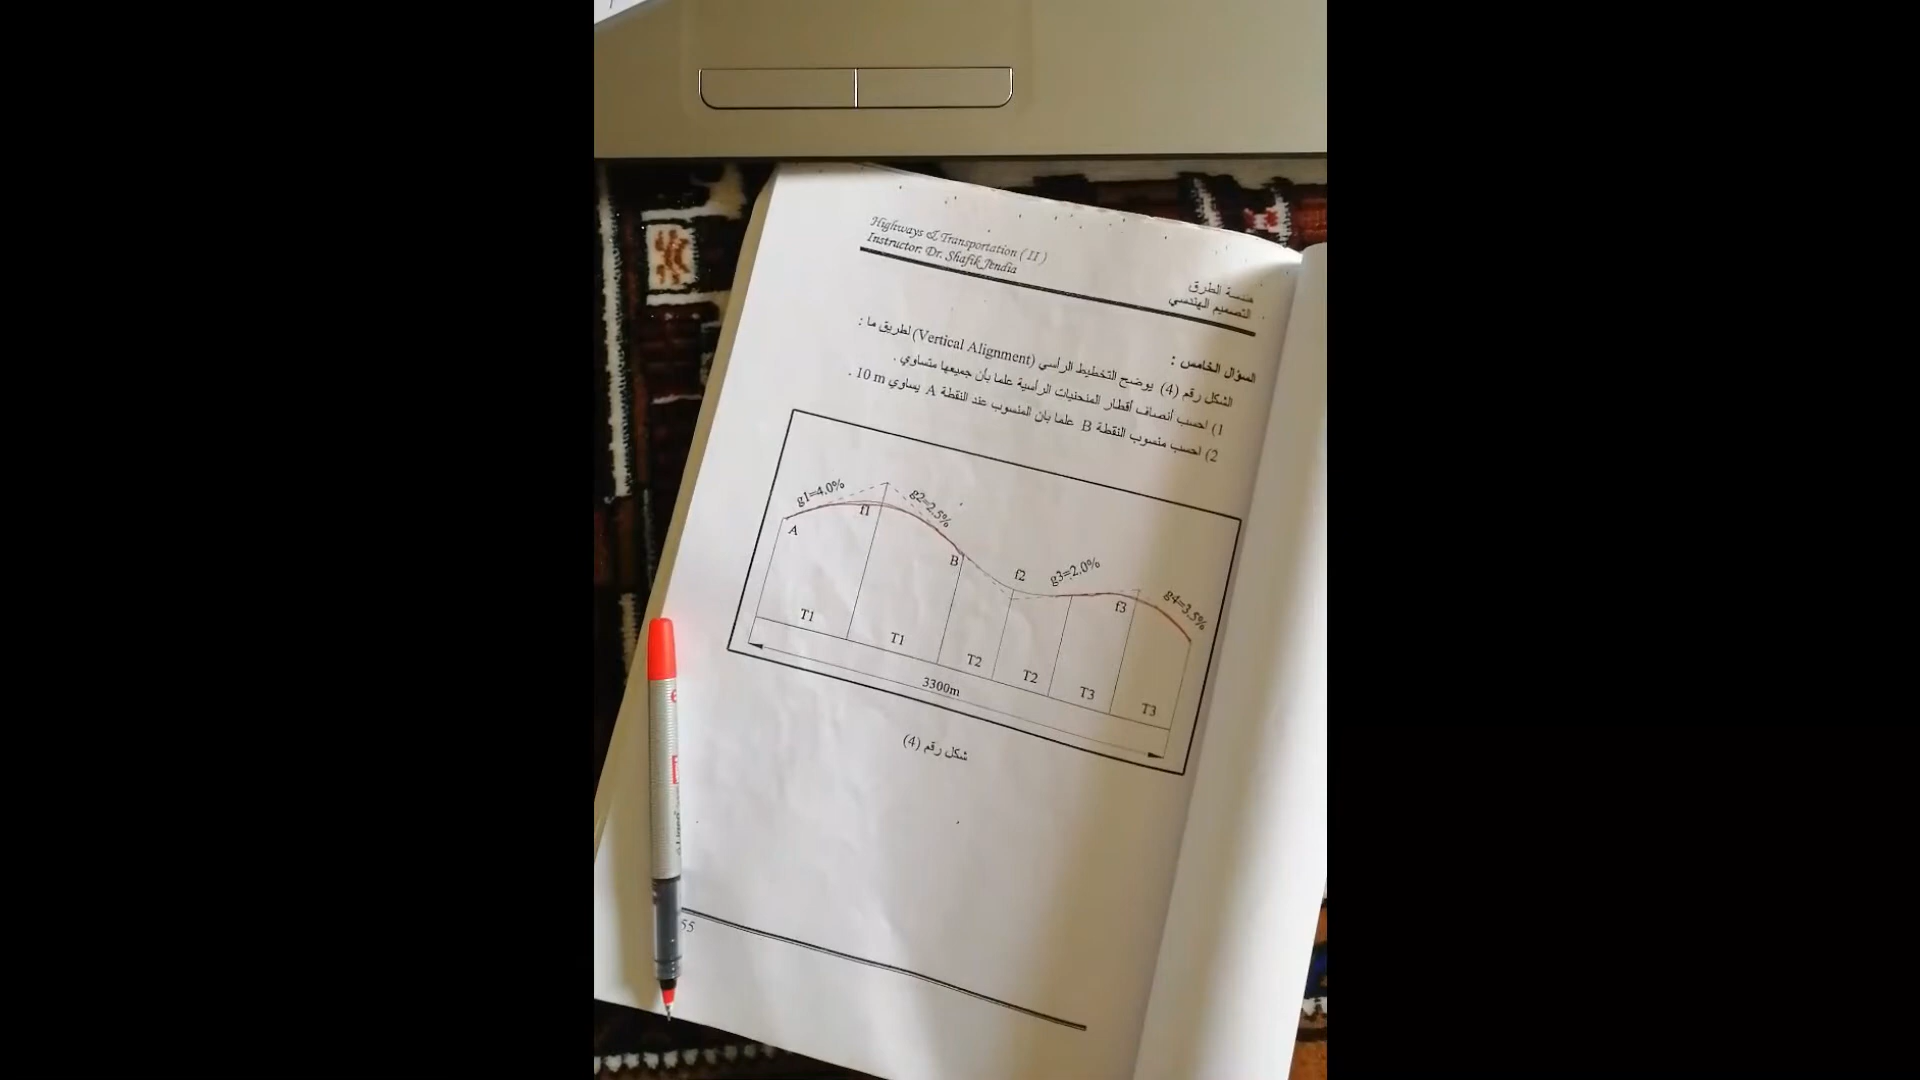 Highways & Transportation ( II )
Instructor: Dr. Shafik Jendia
هندسة الطرق
التصميم الهندسي
السؤال الخامس :
الشكل رقم (4) يوضح التخطيط الرأسي (Vertical Alignment) لطريق ما :
1) احسب أنصاف أقطار المنحنيات الرأسية علما بأن جميعها متساوي .
2) احسب منسوب النقطة B علما بان المنسوب عند النقطة A يساوي 10 m .
g1=4.0%
g2=2.5%
A
f1
B
f2
g3=2.0%
f3
g4=3.5%
T1
T1
T2
T2
T3
T3
3300m
شكل رقم (4)
55